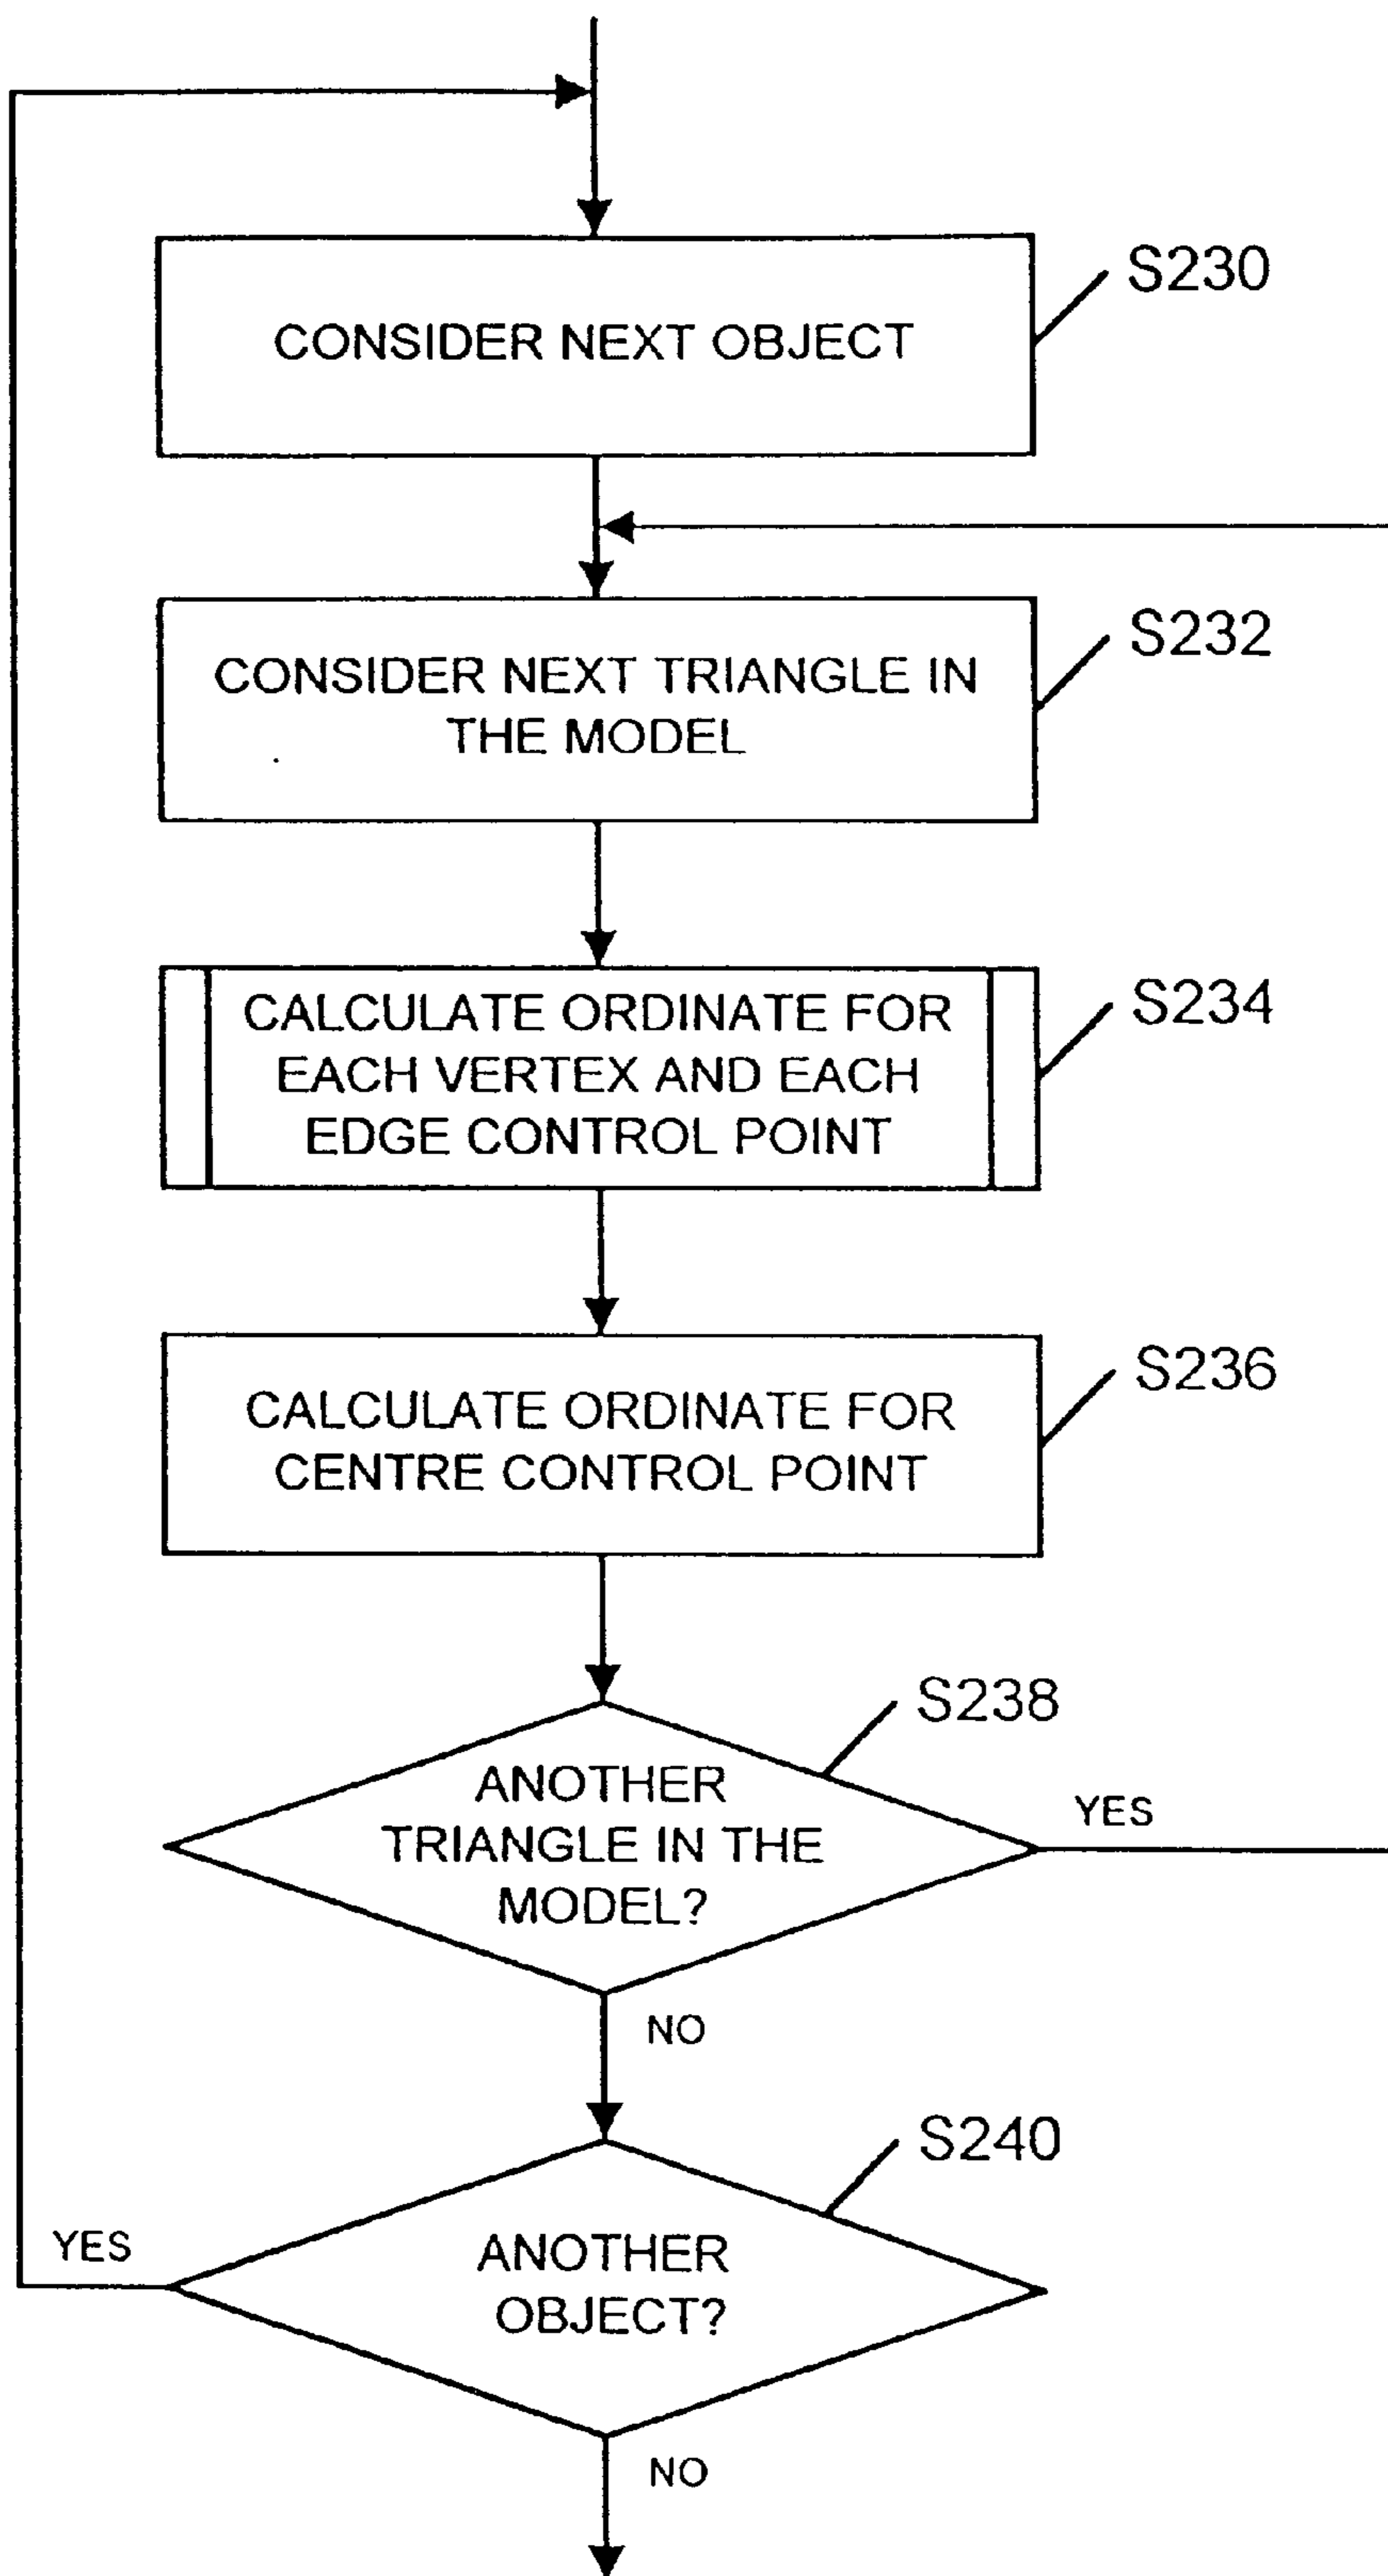 S230
CONSIDER NEXT OBJECT
S232
CONSIDER NEXT TRIANGLE IN
THE MODEL
S234
CALCULATE ORDINATE FOR
EACH VERTEX AND EACH
EDGE CONTROL POINT
S236
CALCULATE ORDINATE FOR
CENTRE CONTROL POINT
S238
ANOTHER
TRIANGLE IN THE
MODEL?
YES
NO
S240
ANOTHER
OBJECT?
YES
NO